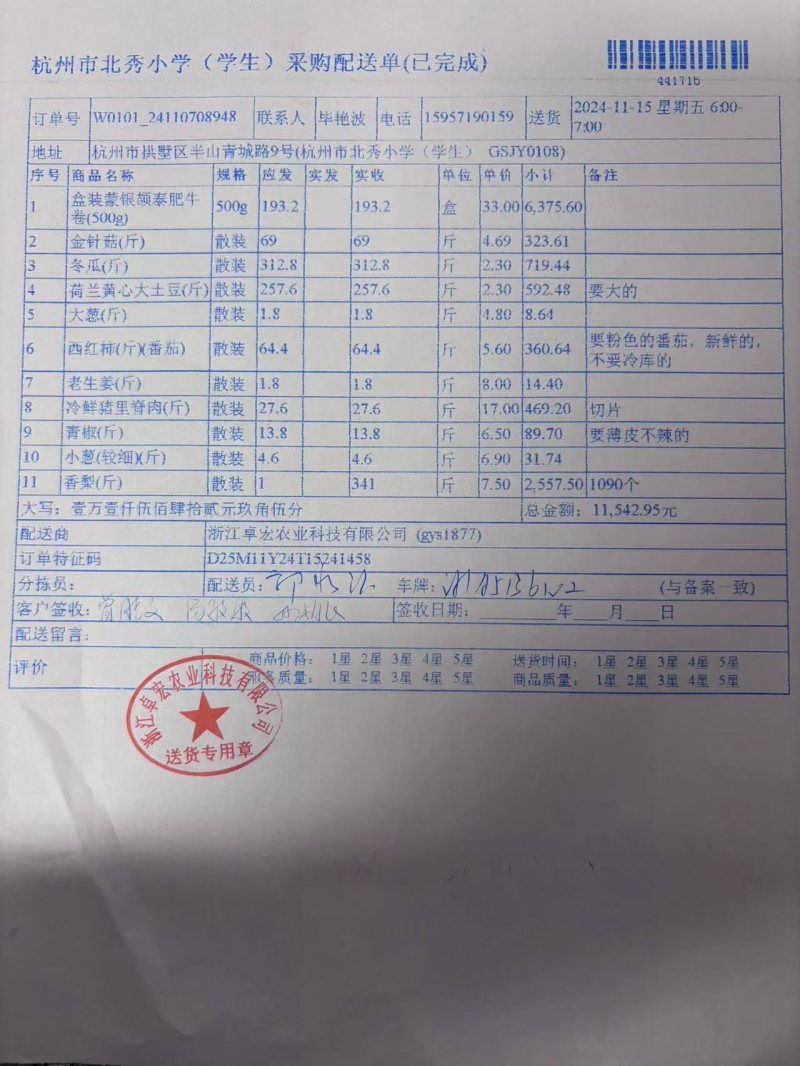 杭州市北秀小学（学生）采购配送单(已完成)
441715
订单号 W0101_24110708948 联系人 毕艳波 电话 15957190159 送货 2024-11-15 星期五 6:00-7:00
地址 杭州市拱墅区半山青城路9号(杭州市北秀小学（学生） GSJY0108)
序号 商品名称 规格 应发 实发 实收 单位 单价 小计 备注
1 盒装蒙银颉泰肥牛卷(500g) 500g 193.2 193.2 盒 33.00 6,375.60
2 金针菇(斤) 散装 69 69 斤 4.69 323.61
3 冬瓜(斤) 散装 312.8 312.8 斤 2.30 719.44
4 荷兰黄心大土豆(斤) 散装 257.6 257.6 斤 2.30 592.48 要大的
5 大葱(斤) 散装 1.8 1.8 斤 4.80 8.64
6 西红柿(斤)(番茄) 散装 64.4 64.4 斤 5.60 360.64 要粉色的番茄，新鲜的，不要冷库的
7 老生姜(斤) 散装 1.8 1.8 斤 8.00 14.40
8 冷鲜猪里脊肉(斤) 散装 27.6 27.6 斤 17.00 469.20 切片
9 青椒(斤) 散装 13.8 13.8 斤 6.50 89.70 要薄皮不辣的
10 小葱(较细)(斤) 散装 4.6 4.6 斤 6.90 31.74
11 香梨(斤) 散装 1 341 斤 7.50 2,557.50 1090个
大写：壹万壹仟伍佰肆拾贰元玖角伍分 总金额：11,542.95元
配送商 浙江卓宏农业科技有限公司 (gys1877)
订单特征码 D25M11Y24T15241458
分拣员： 配送员： 车牌： (与备案一致)
客户签收： 签收日期：________年____月____日
配送留言：
评价 商品价格： 1星 2星 3星 4星 5星 送货时间： 1星 2星 3星 4星 5星
服务质量： 1星 2星 3星 4星 5星 商品质量： 1星 2星 3星 4星 5星
浙江卓宏农业科技有限公司
送货专用章